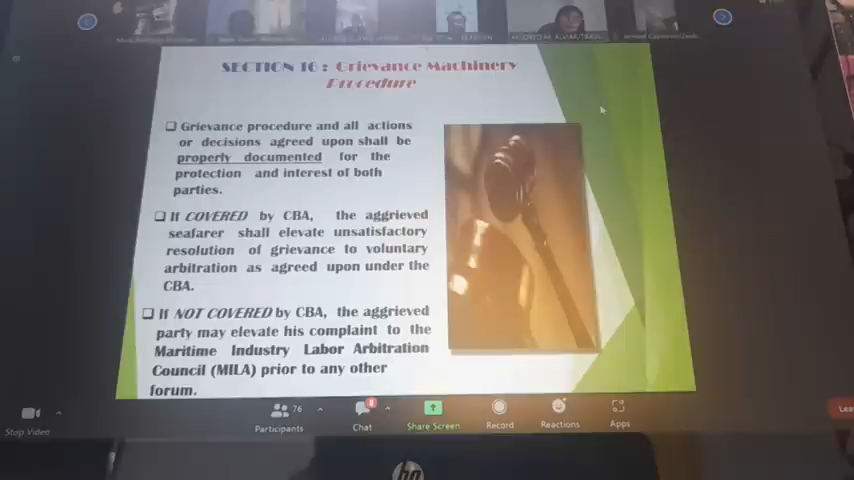 SECTION 16 : Grievance Machinery
Procedure
❑ Grievance procedure and all actions
or decisions agreed upon shall be
properly documented for the
protection and interest of both
parties.
❑ If COVERED by CBA, the aggrieved
seafarer shall elevate unsatisfactory
resolution of grievance to voluntary
arbitration as agreed upon under the
CBA.
❑ If NOT COVERED by CBA, the aggrieved
party may elevate his complaint to the
Maritime Industry Labor Arbitration
Council (MILA) prior to any other
forum.
Stop Video
76
Participants
8
Chat
Share Screen
Record
Reactions
Apps
Lea
hp